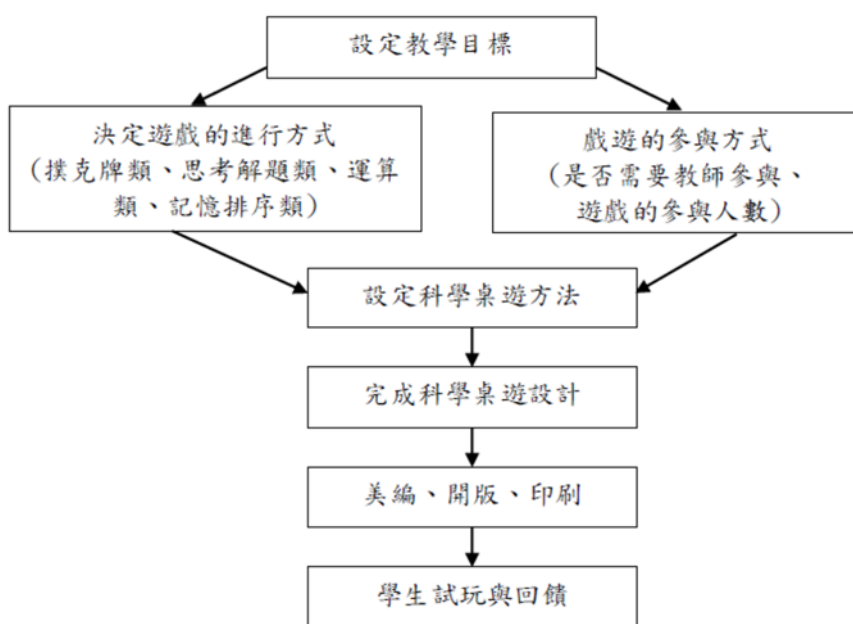 設定教學目標
決定遊戲的進行方式
(撲克牌類、思考解題類、運算
類、記憶排序類)
戲遊的參與方式
(是否需要教師參與、
遊戲的參與人數)
設定科學桌遊方法
完成科學桌遊設計
美編、開版、印刷
學生試玩與回饋